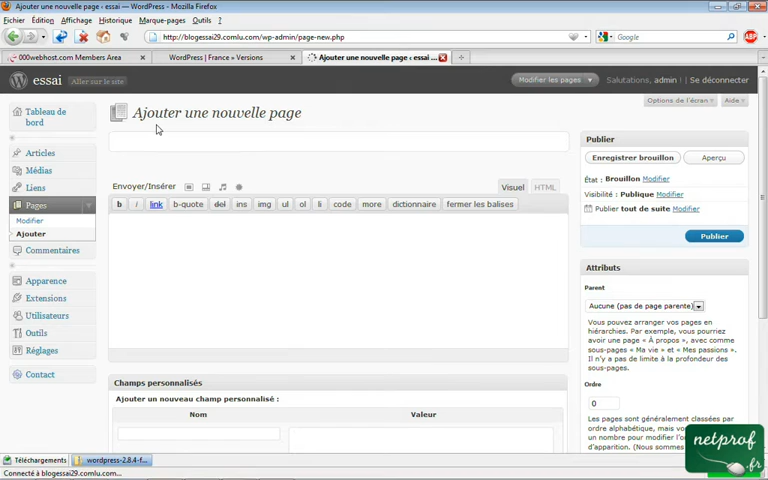 Ajouter une nouvelle page ‹ essai — WordPress - Mozilla Firefox
Fichier Édition Affichage Historique Marque-pages Outils ?
http://blogessai29.comlu.com/wp-admin/page-new.php
Google
ABP
000webhost.com Members Area
WordPress | France » Versions
Ajouter une nouvelle page ‹ essai —...
essai
Aller sur le site
Modifier les pages
Salutations, admin ! | Se déconnecter
Options de l'écran
Aide
Tableau de
bord
Articles
Médias
Liens
Pages
Modifier
Ajouter
Commentaires
Apparence
Extensions
Utilisateurs
Outils
Réglages
Contact
Ajouter une nouvelle page
Envoyer/Insérer
Visuel
HTML
b i link b-quote del ins img ul ol li code more dictionnaire fermer les balises
Champs personnalisés
Ajouter un nouveau champ personnalisé :
Nom Valeur
Publier
Enregistrer brouillon
Aperçu
État : Brouillon Modifier
Visibilité : Publique Modifier
Publier tout de suite Modifier
Publier
Attributs
Parent
Aucune (pas de page parente)
Vous pouvez arranger vos pages en
hiérarchies. Par exemple, vous pourriez
avoir une page « À propos », avec comme
sous-pages « Ma vie » et « Mes passions ».
Il n'y a pas de limite à la profondeur des
sous-pages.
Ordre
0
Les pages sont généralement classées par
ordre alphabétique, mais vous
un nombre pour modifier l'or
d'apparition. (Nous sommes
netprof
.fr
Téléchargements
wordpress-2.8.4-f...
Connecté à blogessai29.comlu.com...